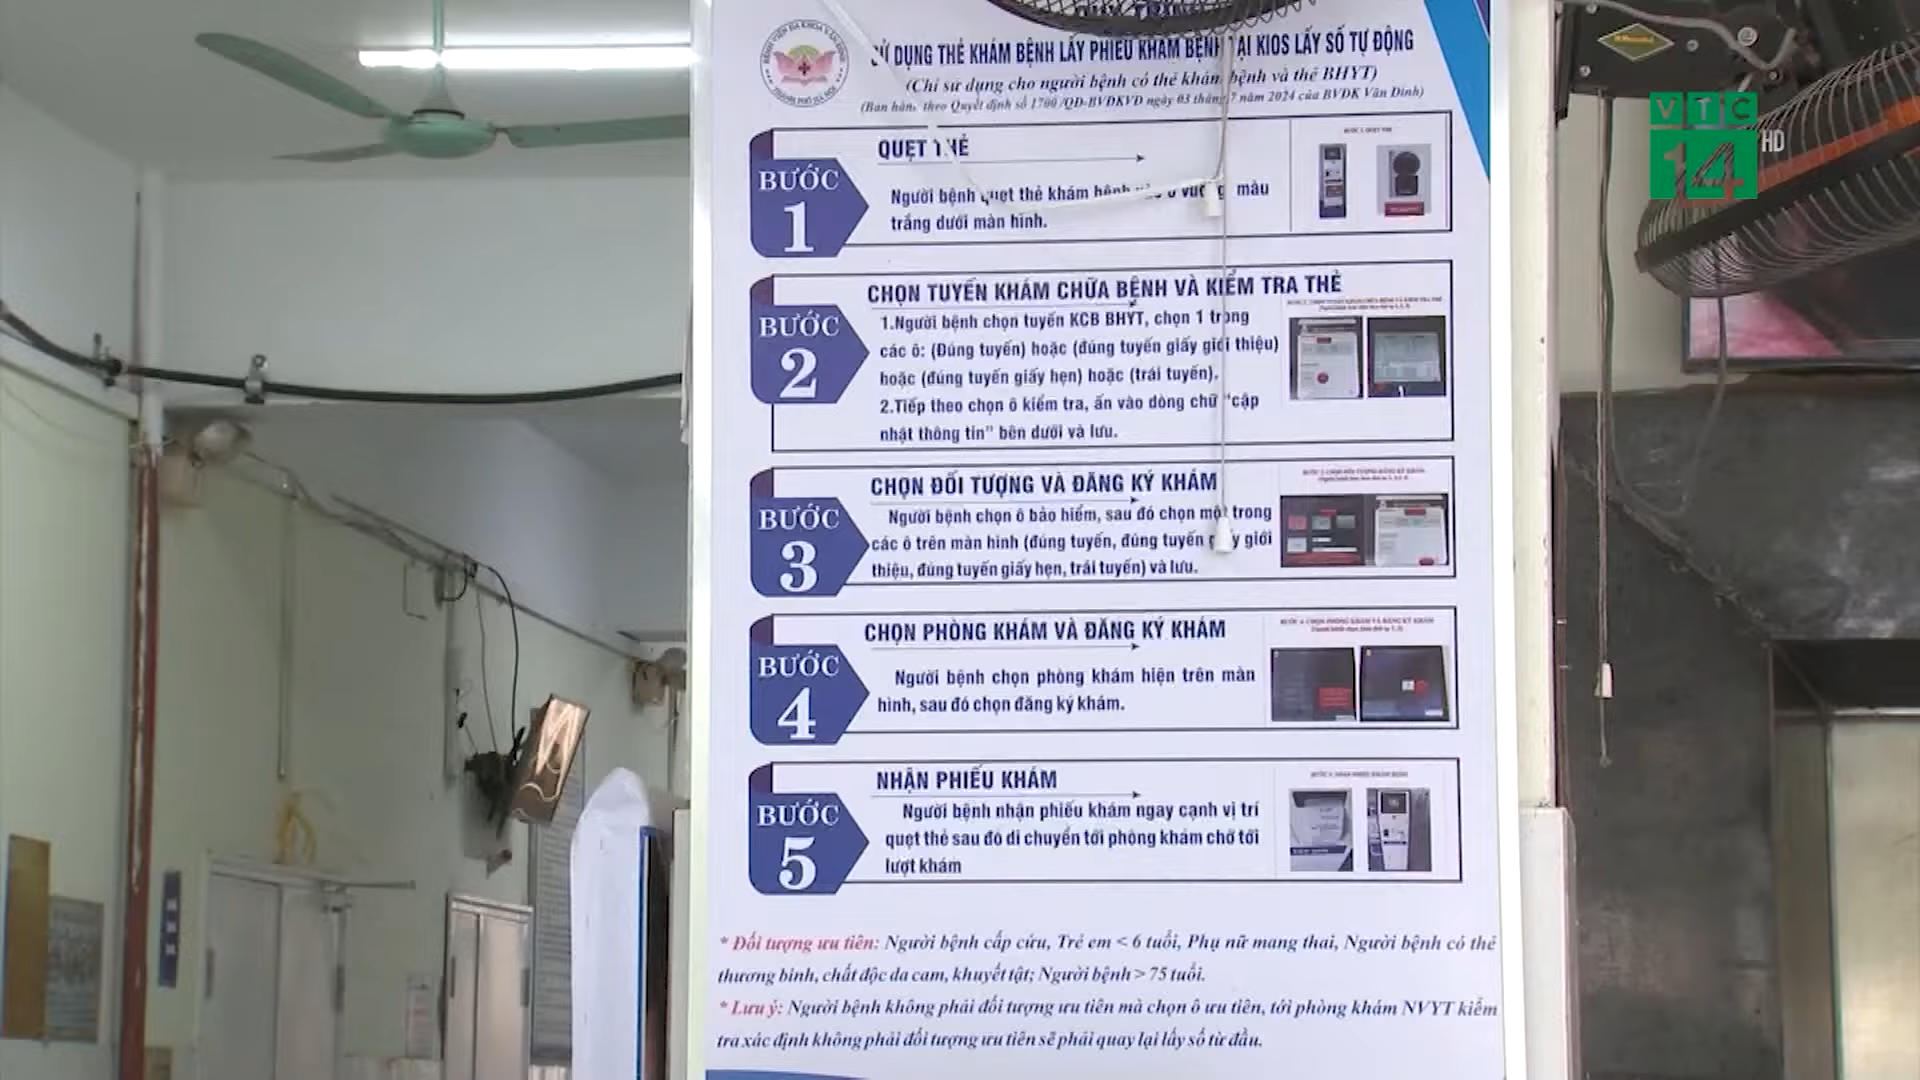 SỬ DỤNG THẺ KHÁM BỆNH LẤY PHIẾU KHÁM BỆNH TẠI KIOS LẤY SỐ TỰ ĐỘNG
(Chỉ sử dụng cho người bệnh có thẻ khám bệnh và thẻ BHYT)
(Ban hành theo Quyết định số 1700/QĐ-BVĐKVĐ ngày 03 tháng 7 năm 2024 của BVĐK Vân Đình)
VTC
14
HD
BƯỚC
1
QUẸT THẺ
Người bệnh quẹt thẻ khám bệnh vào ô vuông màu
trắng dưới màn hình.
BƯỚC
2
CHỌN TUYẾN KHÁM CHỮA BỆNH VÀ KIỂM TRA THẺ
1.Người bệnh chọn tuyến KCB BHYT, chọn 1 trong
các ô: (Đúng tuyến) hoặc (đúng tuyến giấy giới thiệu)
hoặc (đúng tuyến giấy hẹn) hoặc (trái tuyến).
2.Tiếp theo chọn ô kiểm tra, ấn vào dòng chữ "cập
nhật thông tin" bên dưới và lưu.
BƯỚC
3
CHỌN ĐỐI TƯỢNG VÀ ĐĂNG KÝ KHÁM
Người bệnh chọn ô bảo hiểm, sau đó chọn một trong
các ô trên màn hình (đúng tuyến, đúng tuyến giấy giới
thiệu, đúng tuyến giấy hẹn, trái tuyến) và lưu.
BƯỚC
4
CHỌN PHÒNG KHÁM VÀ ĐĂNG KÝ KHÁM
Người bệnh chọn phòng khám hiện trên màn
hình, sau đó chọn đăng ký khám.
BƯỚC
5
NHẬN PHIẾU KHÁM
Người bệnh nhận phiếu khám ngay cạnh vị trí
quẹt thẻ sau đó di chuyển tới phòng khám chờ tới
lượt khám
* Đối tượng ưu tiên: Người bệnh cấp cứu, Trẻ em < 6 tuổi, Phụ nữ mang thai, Người bệnh có thẻ
thương binh, chất độc da cam, khuyết tật; Người bệnh > 75 tuổi.
* Lưu ý: Người bệnh không phải đối tượng ưu tiên mà chọn ô ưu tiên, tới phòng khám NVYT kiểm
tra xác định không phải đối tượng ưu tiên sẽ phải quay lại lấy số từ đầu.